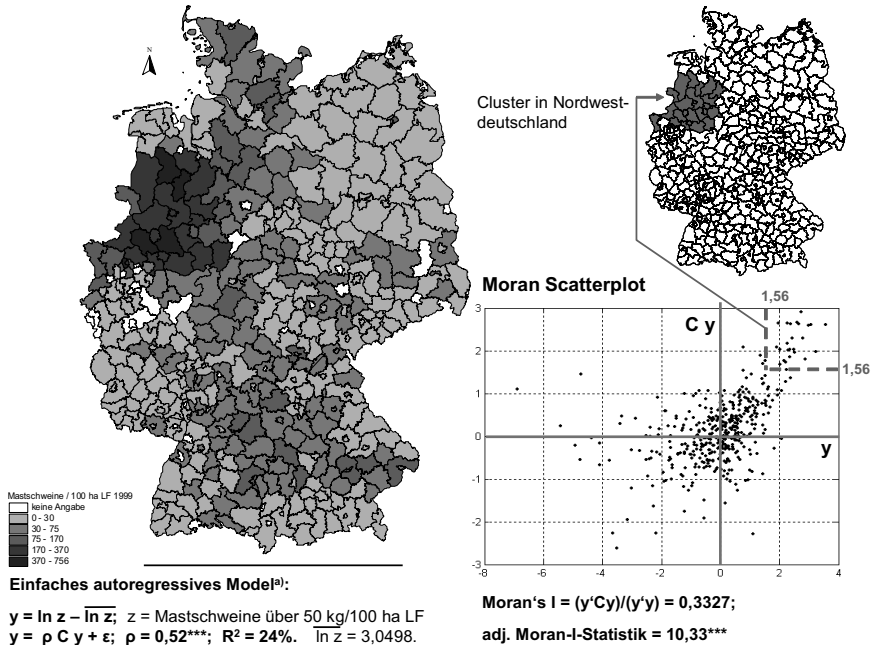 N
Cluster in Nordwest-
deutschland
Mastschweine / 100 ha LF 1999
keine Angabe
0 - 30
30 - 75
75 - 170
170 - 370
370 - 756
Moran Scatterplot
1,56
3
2
1
0
-1
-2
-3
C y
y
1,56
-8
-6
-4
-2
0
2
4
Einfaches autoregressives Modelᵃ⁾:
y = ln z – l̅n̅ ̅z̅; z = Mastschweine über 50 kg/100 ha LF
y = ρ C y + ε; ρ = 0,52***; R² = 24%. l̅n̅ ̅z̅ = 3,0498.
Moran‘s I = (y‘Cy)/(y‘y) = 0,3327;
adj. Moran-I-Statistik = 10,33***